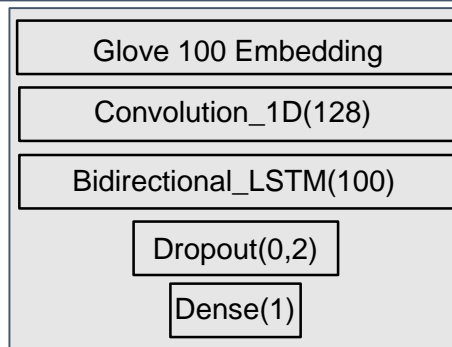 Glove 100 Embedding
Convolution_1D(128)
Bidirectional_LSTM(100)
Dropout(0,2)
Dense(1)